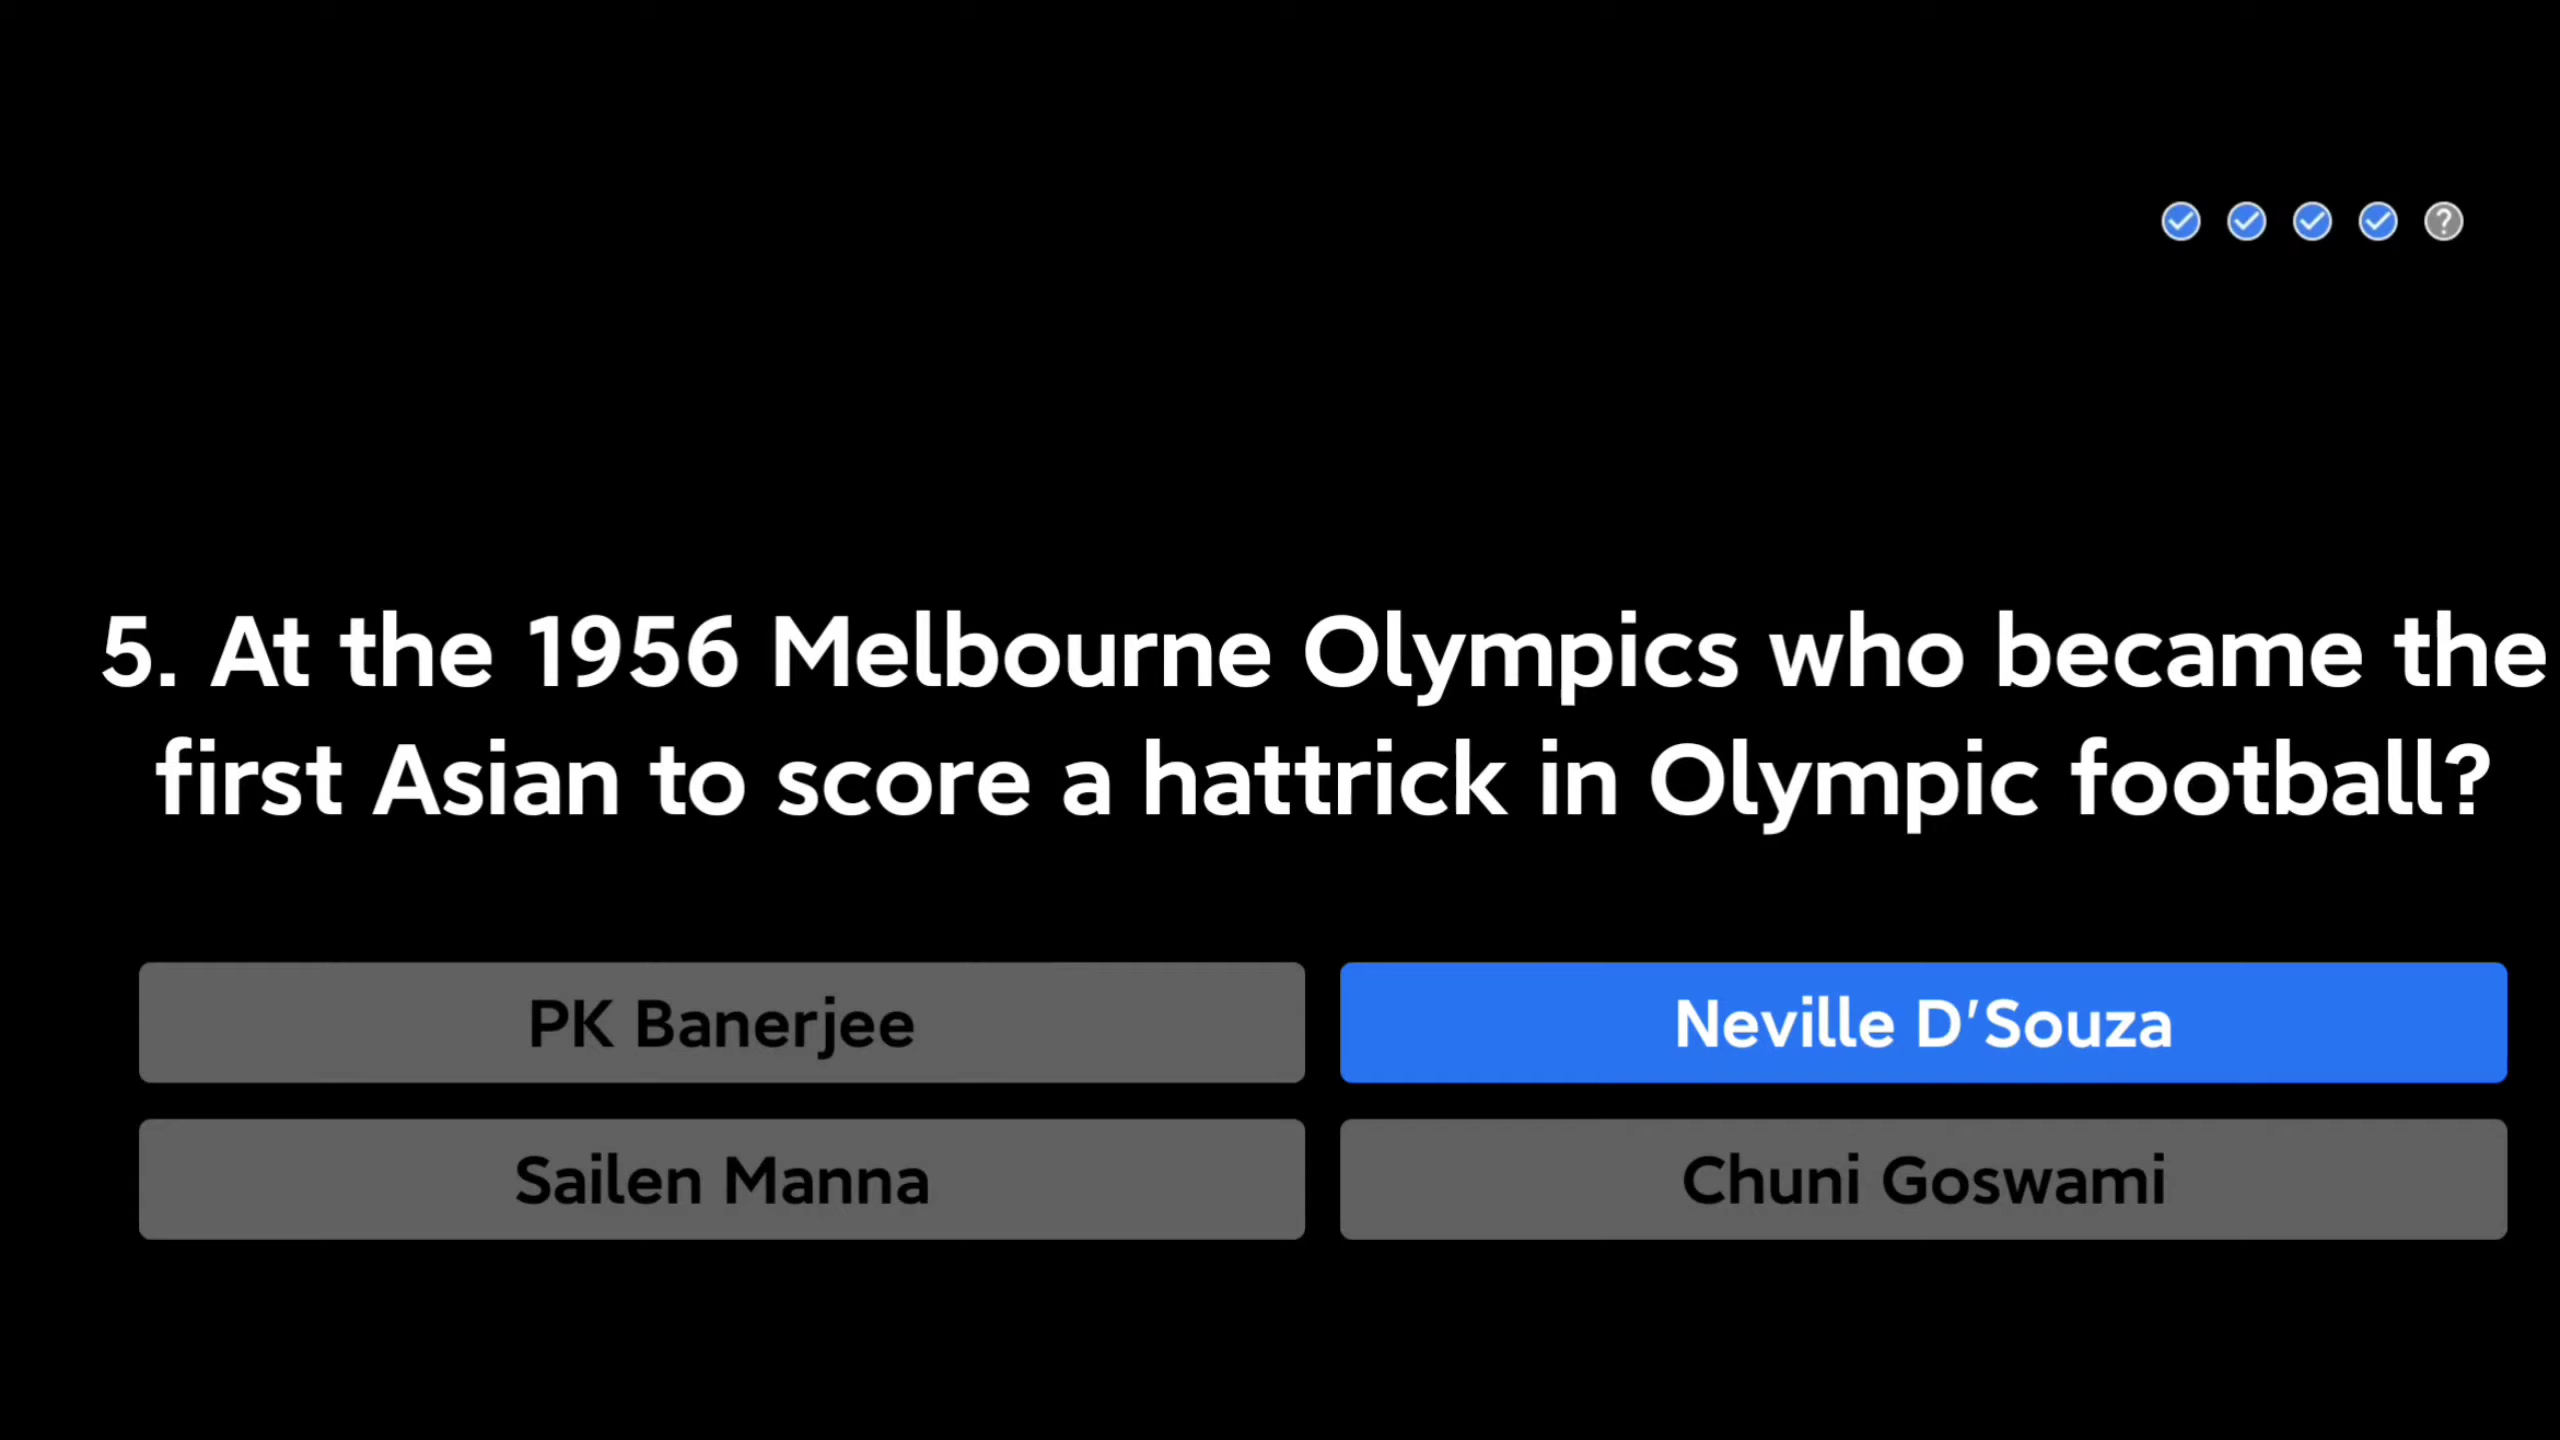 5. At the 1956 Melbourne Olympics who became the
first Asian to score a hattrick in Olympic football?
PK Banerjee
Neville D'Souza
Sailen Manna
Chuni Goswami